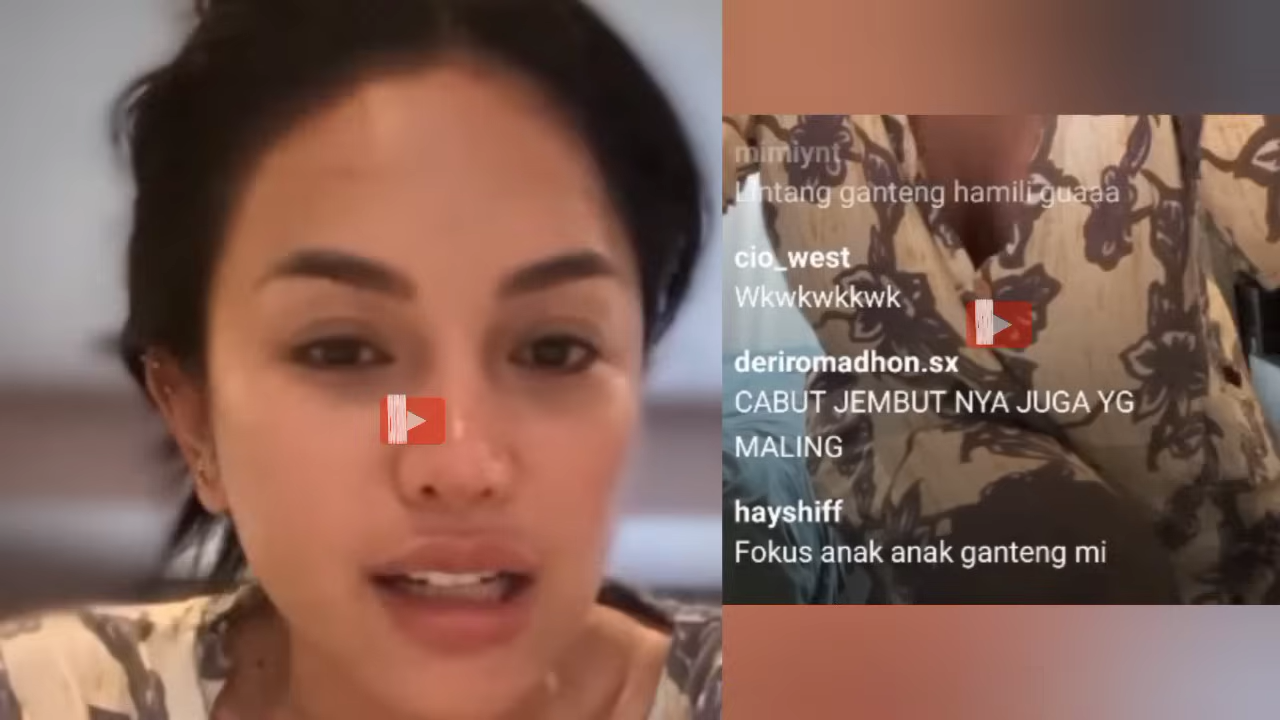 mimiynt
Lintang ganteng hamili guaaa
cio_west
Wkwkwkkwk
deriromadhon.sx
CABUT JEMBUT NYA JUGA YG
MALING
hayshiff
Fokus anak anak ganteng mi